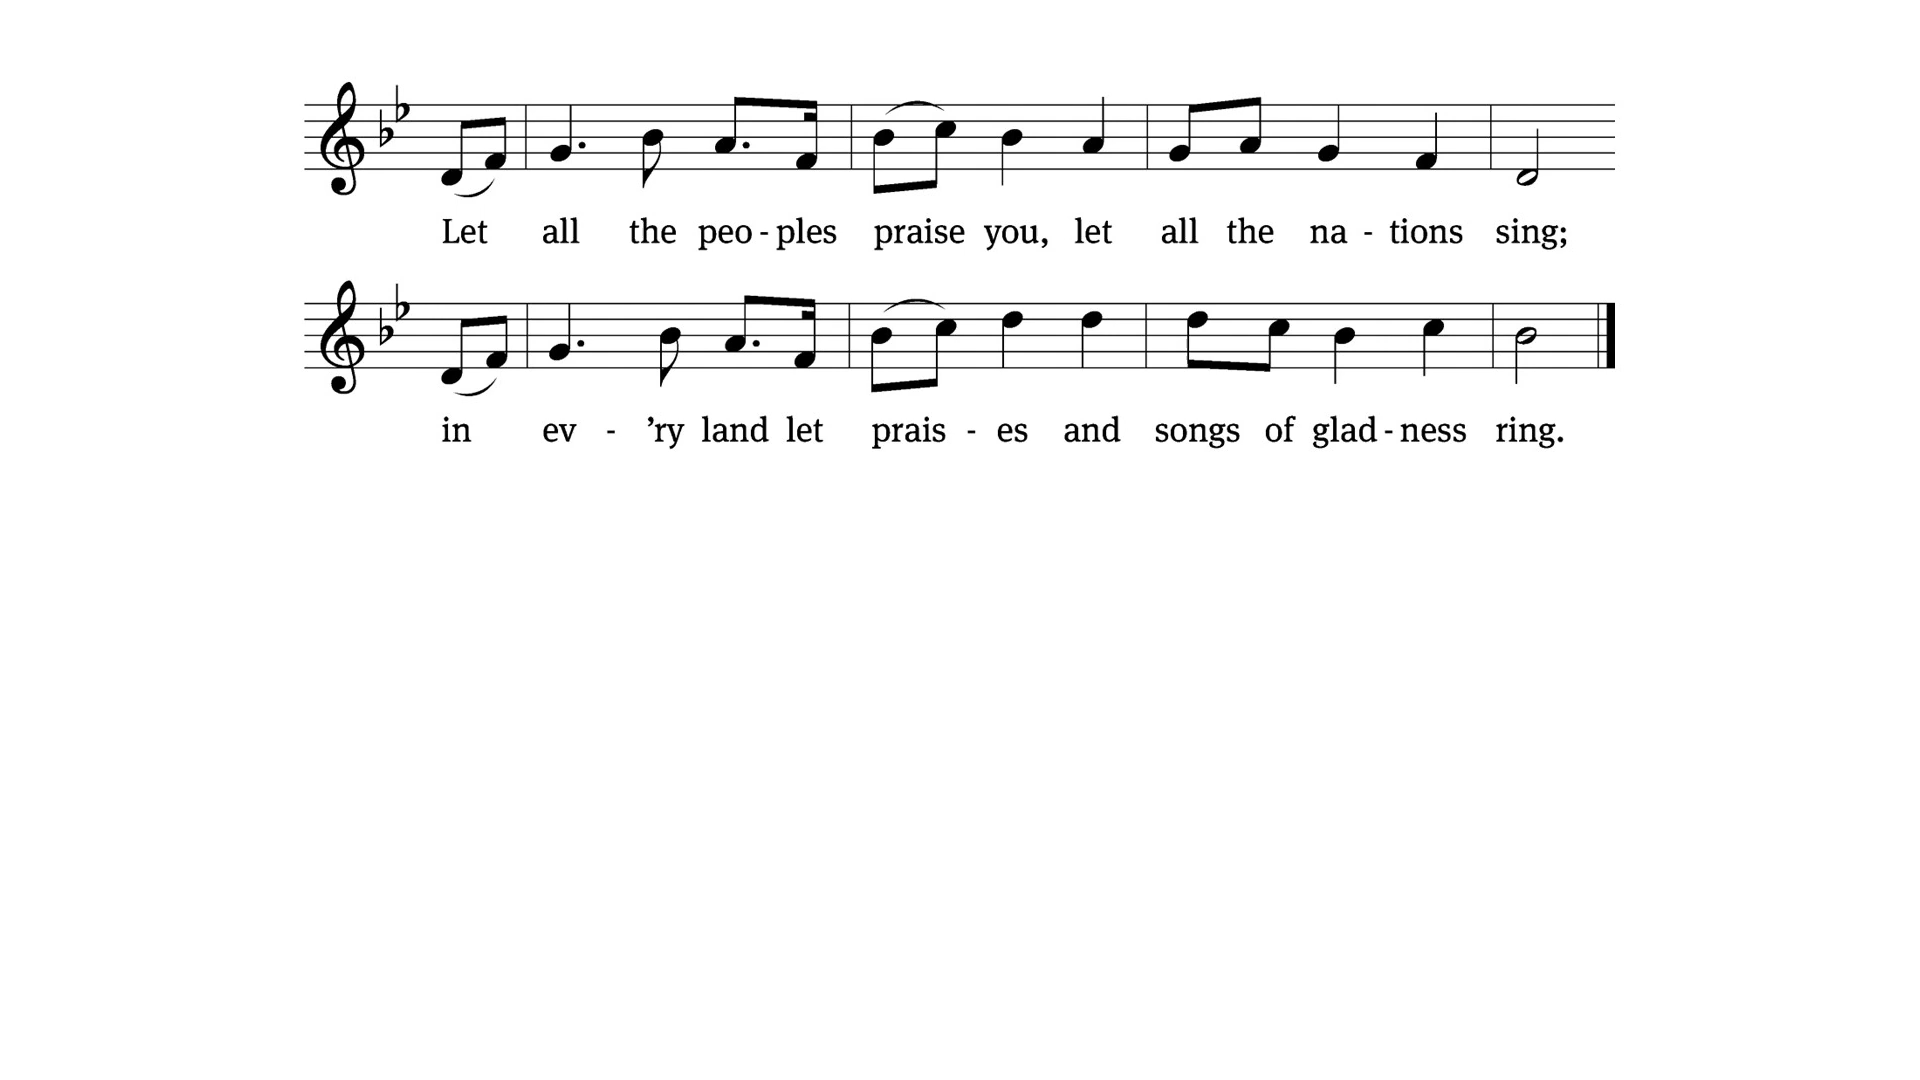 Let all the peo - ples praise you, let all the na - tions sing;
in ev - ’ry land let prais - es and songs of glad - ness ring.